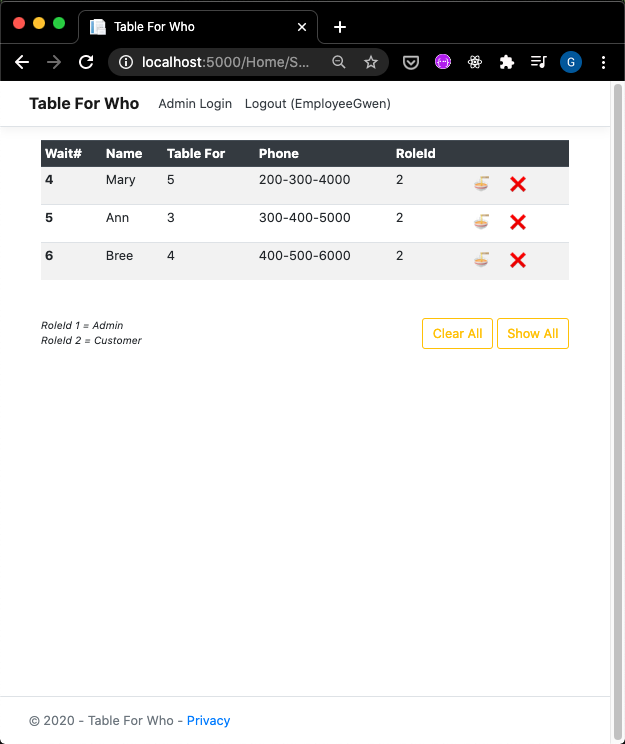 Table For Who
localhost:5000/Home/S...
G
Table For Who Admin Login Logout (EmployeeGwen)
Wait# Name Table For Phone RoleId
4 Mary 5 200-300-4000 2
5 Ann 3 300-400-5000 2
6 Bree 4 400-500-6000 2
RoleId 1 = Admin
RoleId 2 = Customer
Clear All Show All
© 2020 - Table For Who - Privacy